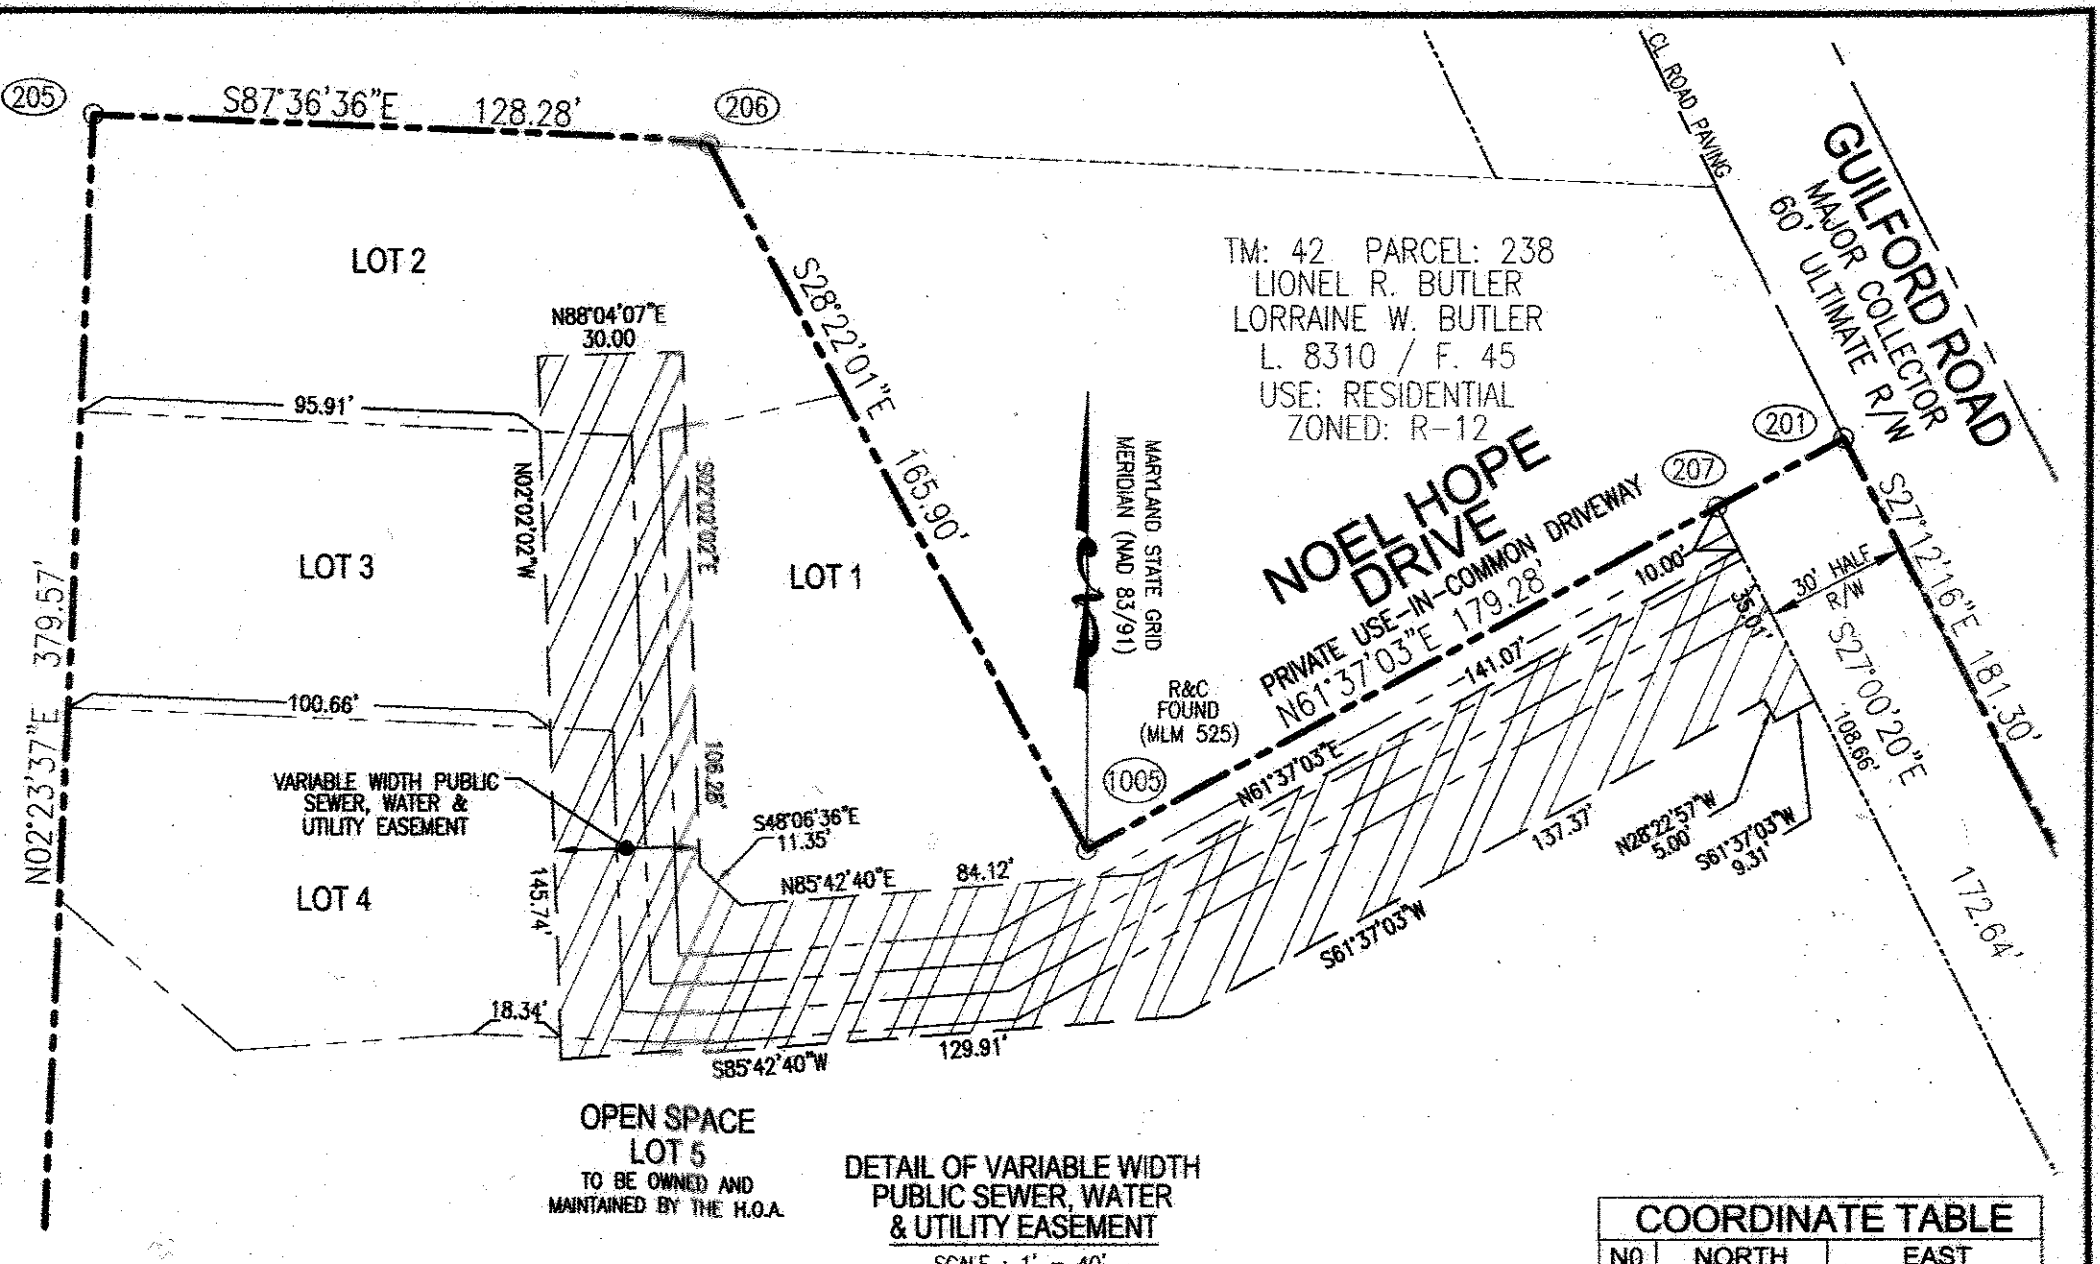 205
S87°36'36"E 128.28'
206
CL ROAD PAVING
GUILFORD ROAD
MAJOR COLLECTOR
60' ULTIMATE R/W
LOT 2
TM: 42 PARCEL: 238
LIONEL R. BUTLER
LORRAINE W. BUTLER
L. 8310 / F. 45
USE: RESIDENTIAL
ZONED: R-12
S28°22'01"E 165.90'
N88°04'07"E
30.00
95.91'
N02°02'02"W
S02°02'02"E
LOT 3
LOT 1
MARYLAND STATE GRID
MERIDIAN (NAD 83/91)
201
207
NOEL HOPE
DRIVE
PRIVATE USE-IN-COMMON DRIVEWAY
N61°37'03"E 179.28'
10.00'
141.07'
30' HALF
R/W
35.01'
S27°12'16"E 181.30'
S27°00'20"E
108.66'
172.64'
N02°23'37"E 379.57'
100.66'
R&C
FOUND
(MLM 525)
1005
N61°37'03"E
VARIABLE WIDTH PUBLIC
SEWER, WATER &
UTILITY EASEMENT
106.28'
S48°06'36"E
11.35'
137.37'
N28°22'57"W
5.00'
S61°37'03"W
9.31'
LOT 4
145.74'
N85°42'40"E 84.12'
S61°37'03"W
18.34'
S85°42'40"W 129.91'
OPEN SPACE
LOT 5
TO BE OWNED AND
MAINTAINED BY THE H.O.A.
DETAIL OF VARIABLE WIDTH
PUBLIC SEWER, WATER
& UTILITY EASEMENT
SCALE : 1' = 40'
COORDINATE TABLE
NO NORTH EAST